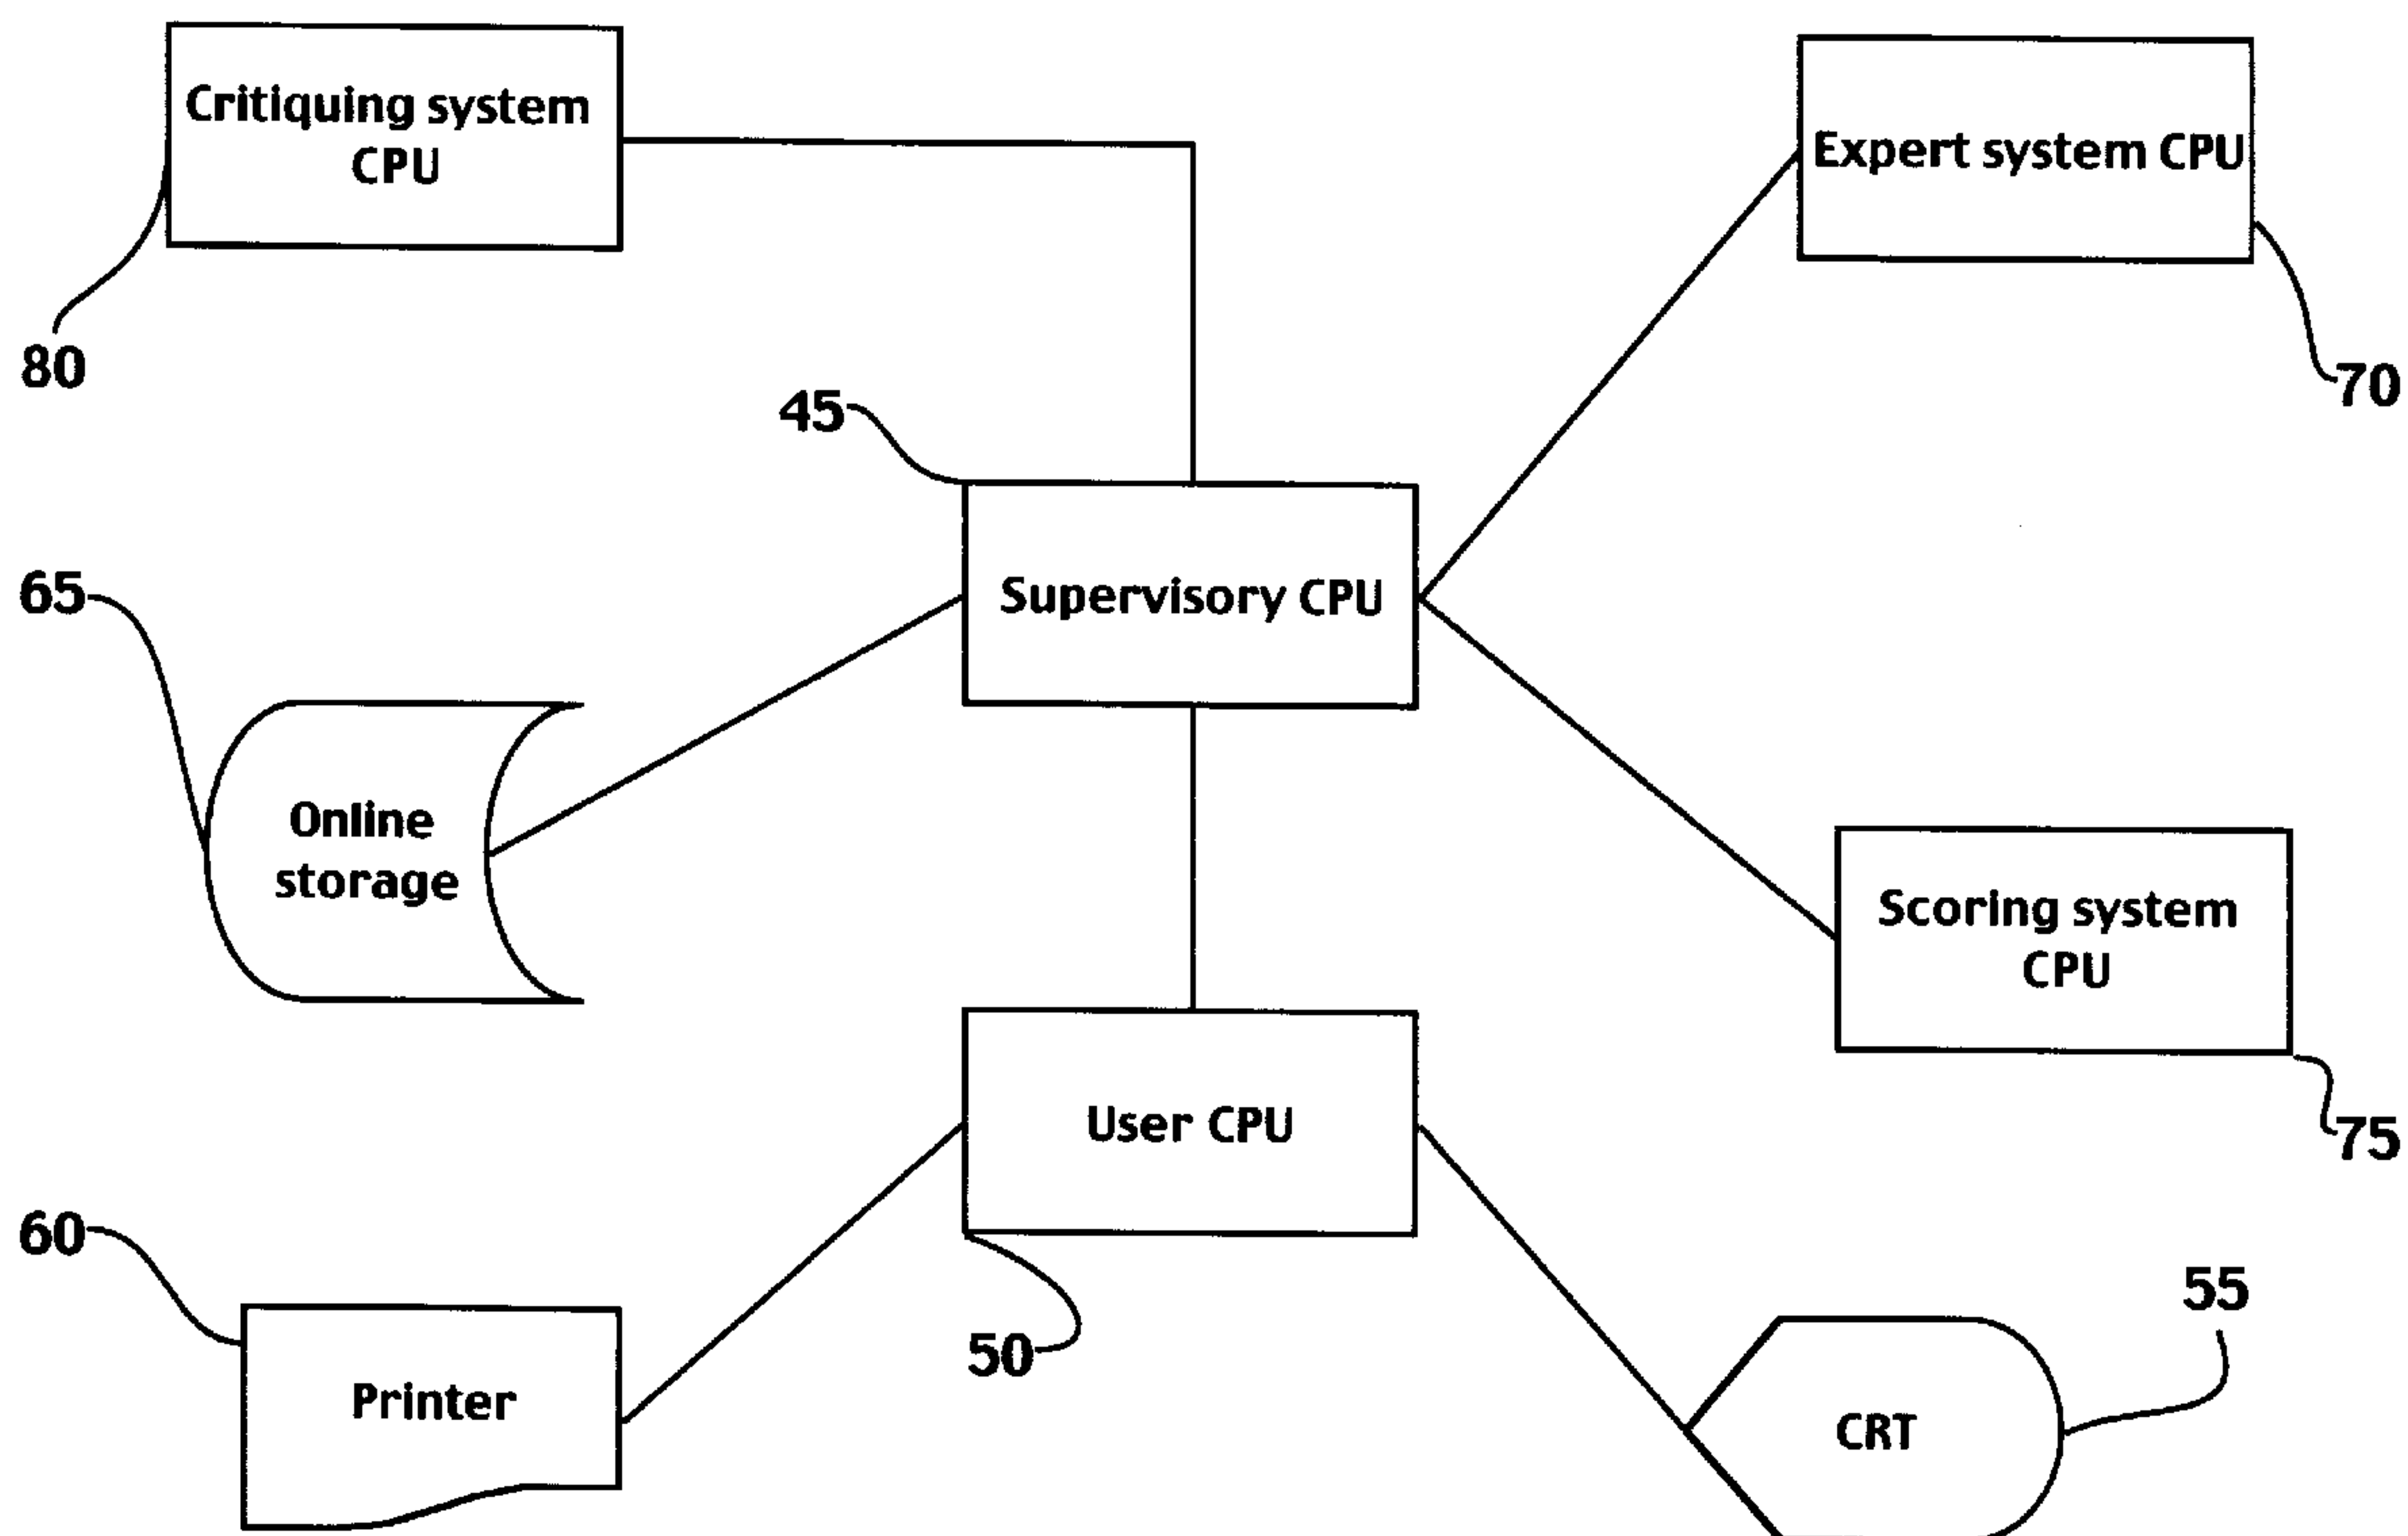 Critiquing system
CPU
Expert system CPU
80
70
45
Supervisory CPU
65
Online
storage
Scoring system
CPU
User CPU
75
60
50
55
Printer
CRT